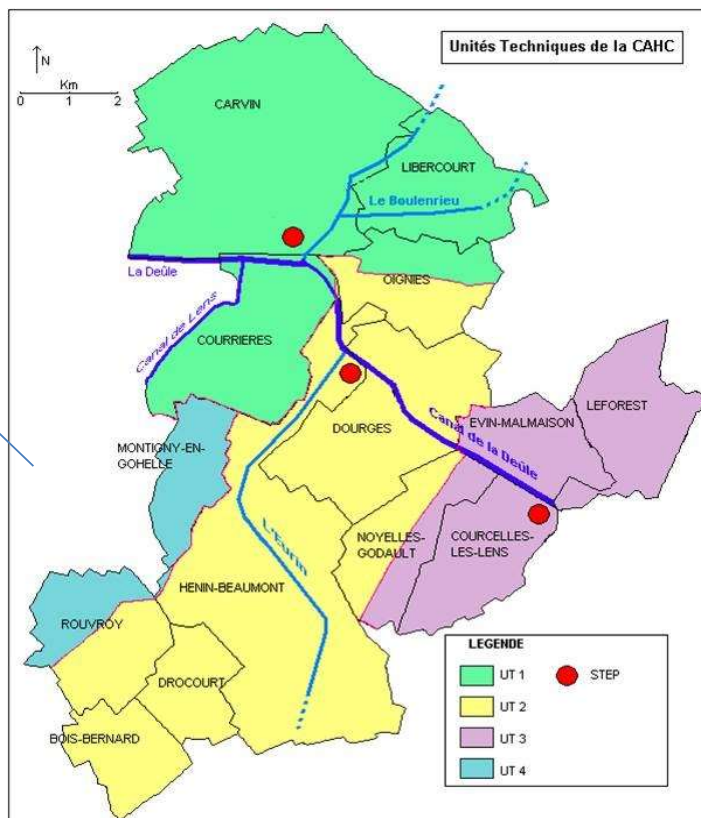 Unités Techniques de la CAHC
N
Km
0 1 2
CARVIN
LIBERCOURT
Le Boulenrieu
La Deûle
OIGNIES
Canal de Lens
COURRIERES
LEFOREST
EVIN-MALMAISON
Canal de la Deûle
MONTIGNY-EN-
GOHELLE
DOURGES
NOYELLES-
GODAULT
COURCELLES-
LES-LENS
L'Eurin
HENIN-BEAUMONT
ROUVROY
DROCOURT
BOIS-BERNARD
LEGENDE
UT 1
STEP
UT 2
UT 3
UT 4